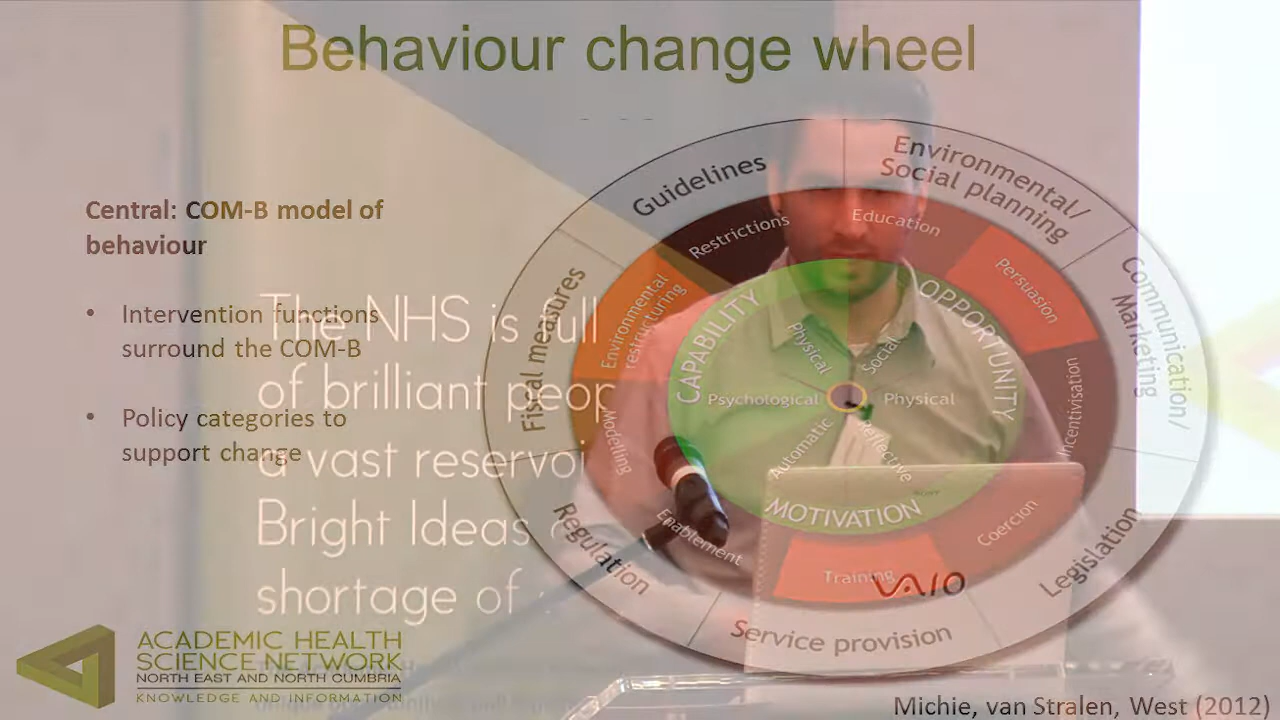 Behaviour change wheel
Central: COM-B model of
behaviour
• Intervention functions
surround the COM-B
• Policy categories to
support change
The NHS is full
of brilliant
a vast
Bright Ideas
shortage of
Guidelines
Environmental/
Social planning
Communication/
Marketing
Legislation
Service provision
Regulation
Fiscal measures
Restrictions
Education
Persuasion
Incentivisation
Coercion
Training
Enablement
Modelling
Environmental
restructuring
CAPABILITY
OPPORTUNITY
MOTIVATION
Physical
Social
Psychological
Physical
Automatic
Reflective
SONY
VAIO
ACADEMIC HEALTH
SCIENCE NETWORK
NORTH EAST AND NORTH CUMBRIA
KNOWLEDGE AND INFORMATION
Michie, van Stralen, West (2012)